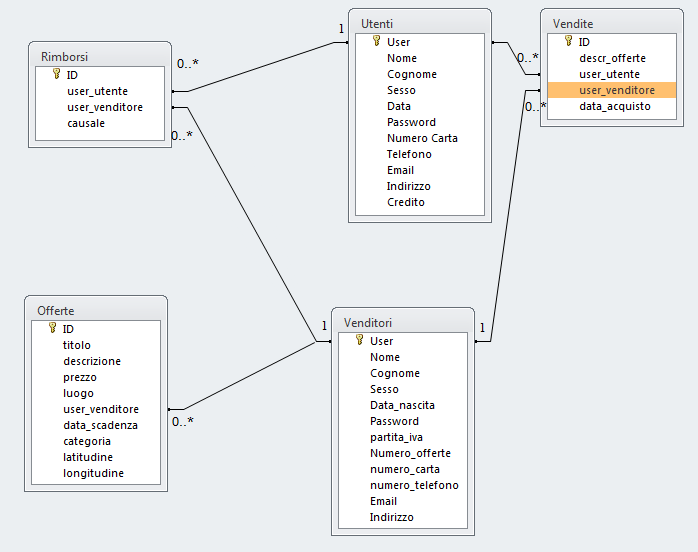 Rimborsi
ID
user_utente
user_venditore
causale
0..*
0..*
1
Utenti
User
Nome
Cognome
Sesso
Data
Password
Numero Carta
Telefono
Email
Indirizzo
Credito
Vendite
ID
descr_offerte
user_utente
user_venditore
data_acquisto
0..*
0..*
Offerte
ID
titolo
descrizione
prezzo
luogo
user_venditore
data_scadenza
categoria
latitudine
longitudine
0..*
1
Venditori
User
Nome
Cognome
Sesso
Data_nascita
Password
partita_iva
Numero_offerte
numero_carta
numero_telefono
Email
Indirizzo
1